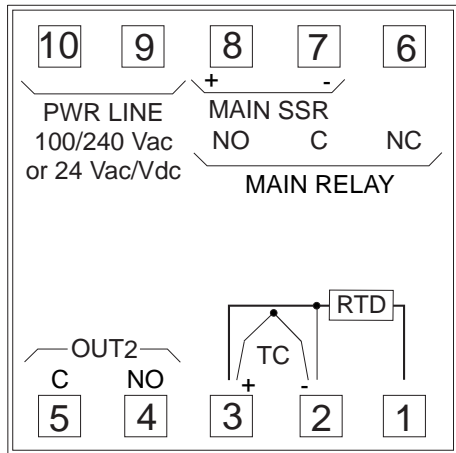 10 9 8 7 6
+ -
PWR LINE MAIN SSR
100/240 Vac NO C NC
or 24 Vac/Vdc
MAIN RELAY
RTD
OUT2 TC
C NO + -
5 4 3 2 1